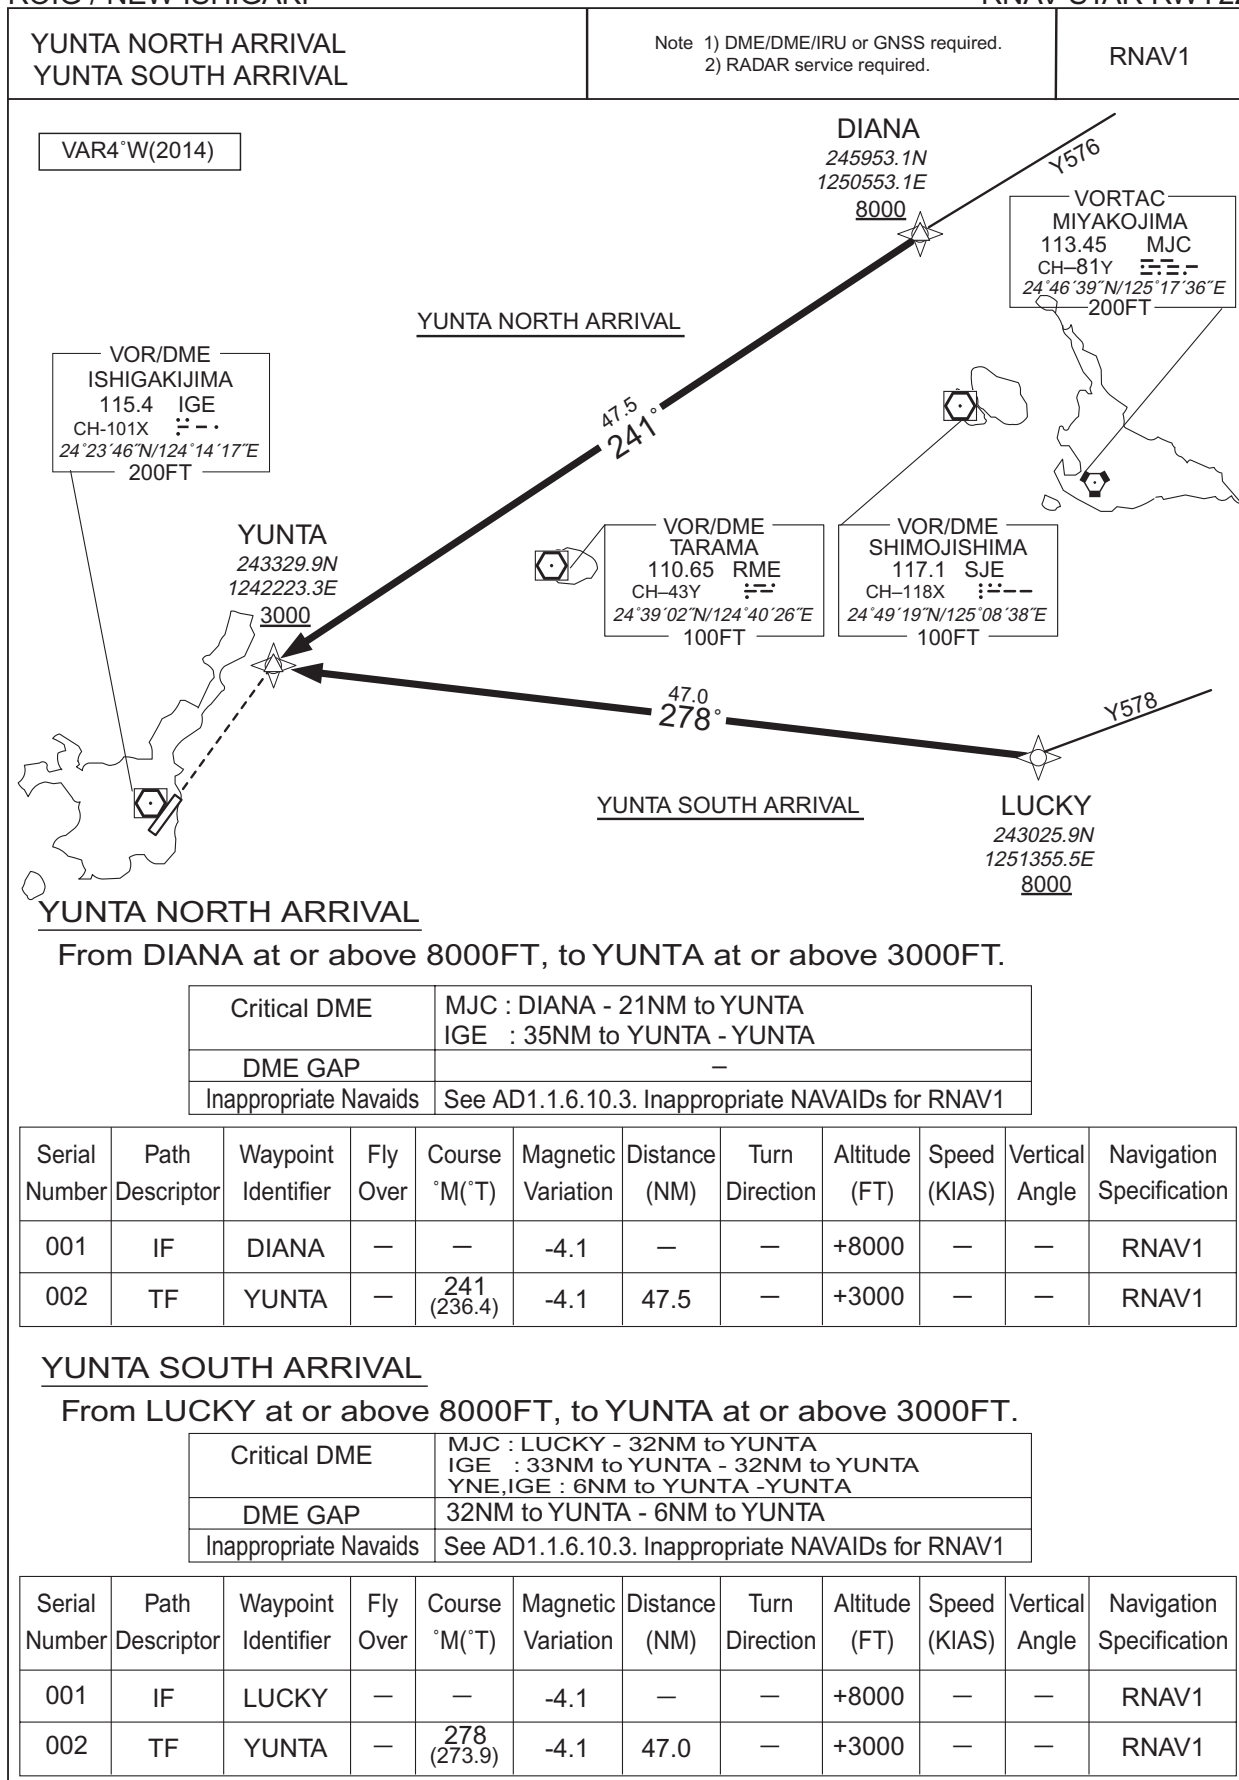 YUNTA NORTH ARRIVAL
YUNTA SOUTH ARRIVAL
Note 1) DME/DME/IRU or GNSS required.
2) RADAR service required.
RNAV1
VAR4˚W(2014)
DIANA
245953.1N
1250553.1E
8000
Y576
VORTAC
MIYAKOJIMA
113.45 MJC
CH–81Y
24˚46´39˝N/125˚17´36˝E
200FT
YUNTA NORTH ARRIVAL
VOR/DME
ISHIGAKIJIMA
115.4 IGE
CH-101X
24˚23´46˝N/124˚14´17˝E
200FT
47.5
241˚
YUNTA
243329.9N
1242223.3E
3000
VOR/DME
TARAMA
110.65 RME
CH–43Y
24˚39´02˝N/124˚40´26˝E
100FT
VOR/DME
SHIMOJISHIMA
117.1 SJE
CH–118X
24˚49´19˝N/125˚08´38˝E
100FT
47.0
278˚
Y578
YUNTA SOUTH ARRIVAL
LUCKY
243025.9N
1251355.5E
8000
YUNTA NORTH ARRIVAL
From DIANA at or above 8000FT, to YUNTA at or above 3000FT.
Critical DME
MJC : DIANA - 21NM to YUNTA
IGE : 35NM to YUNTA - YUNTA
DME GAP –
Inappropriate Navaids See AD1.1.6.10.3. Inappropriate NAVAIDs for RNAV1
Serial Number Path Descriptor Waypoint Identifier Fly Over Course ˚M(˚T) Magnetic Variation Distance (NM) Turn Direction Altitude (FT) Speed (KIAS) Vertical Angle Navigation Specification
001 IF DIANA – – -4.1 – – +8000 – – RNAV1
002 TF YUNTA – 241 (236.4) -4.1 47.5 – +3000 – – RNAV1
YUNTA SOUTH ARRIVAL
From LUCKY at or above 8000FT, to YUNTA at or above 3000FT.
Critical DME
MJC : LUCKY - 32NM to YUNTA
IGE : 33NM to YUNTA - 32NM to YUNTA
YNE,IGE : 6NM to YUNTA -YUNTA
DME GAP 32NM to YUNTA - 6NM to YUNTA
Inappropriate Navaids See AD1.1.6.10.3. Inappropriate NAVAIDs for RNAV1
Serial Number Path Descriptor Waypoint Identifier Fly Over Course ˚M(˚T) Magnetic Variation Distance (NM) Turn Direction Altitude (FT) Speed (KIAS) Vertical Angle Navigation Specification
001 IF LUCKY – – -4.1 – – +8000 – – RNAV1
002 TF YUNTA – 278 (273.9) -4.1 47.0 – +3000 – – RNAV1